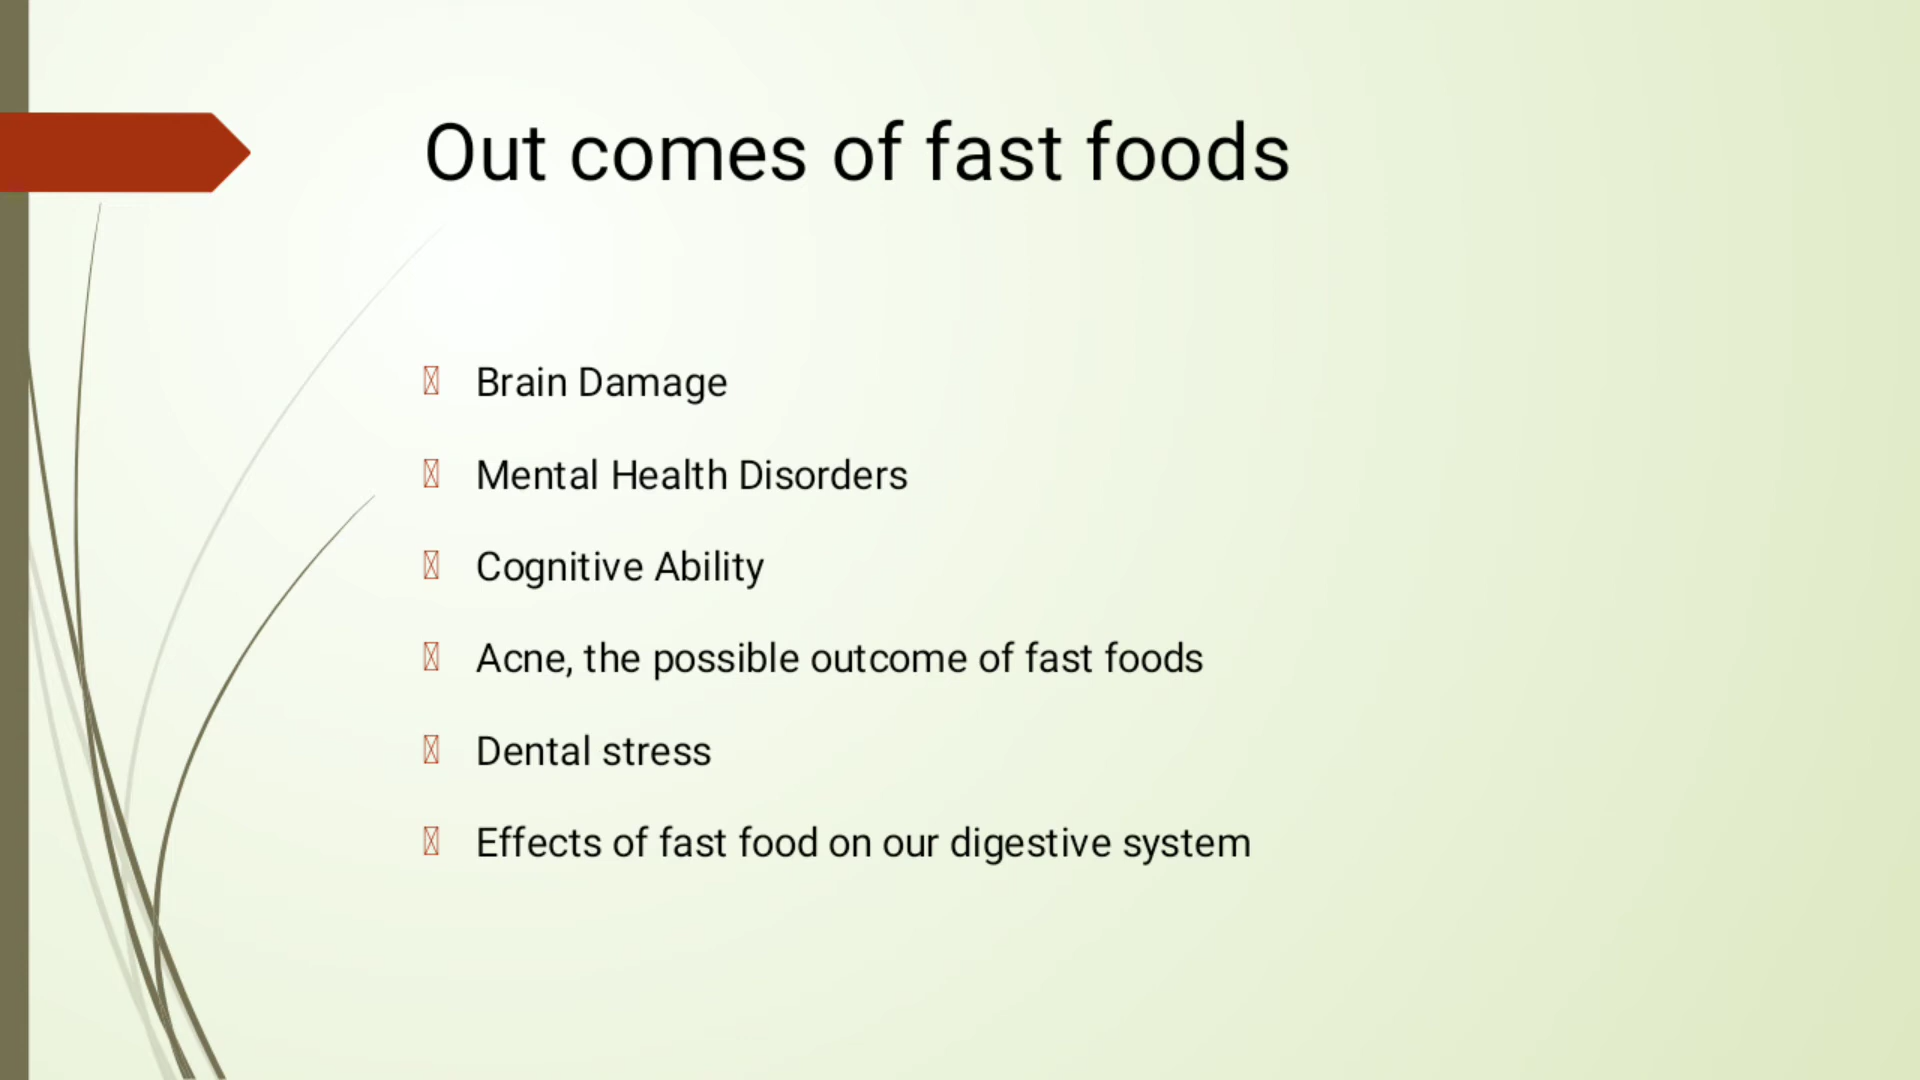 Out comes of fast foods
Brain Damage
Mental Health Disorders
Cognitive Ability
Acne, the possible outcome of fast foods
Dental stress
Effects of fast food on our digestive system